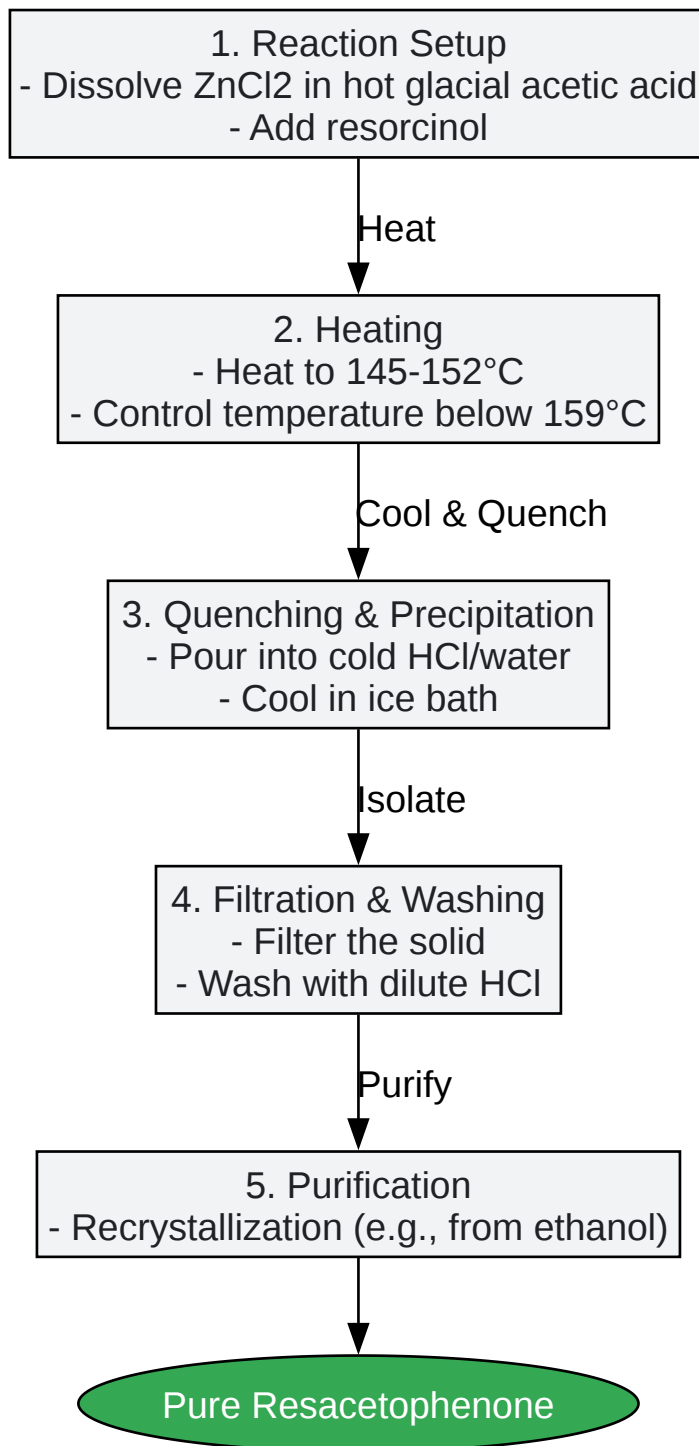 1. Reaction Setup
- Dissolve ZnCl2 in hot glacial acetic acid
- Add resorcinol
Heat
2. Heating
- Heat to 145-152°C
- Control temperature below 159°C
Cool & Quench
3. Quenching & Precipitation
- Pour into cold HCl/water
- Cool in ice bath
Isolate
4. Filtration & Washing
- Filter the solid
- Wash with dilute HCl
Purify
5. Purification
- Recrystallization (e.g., from ethanol)
Pure Resacetophenone